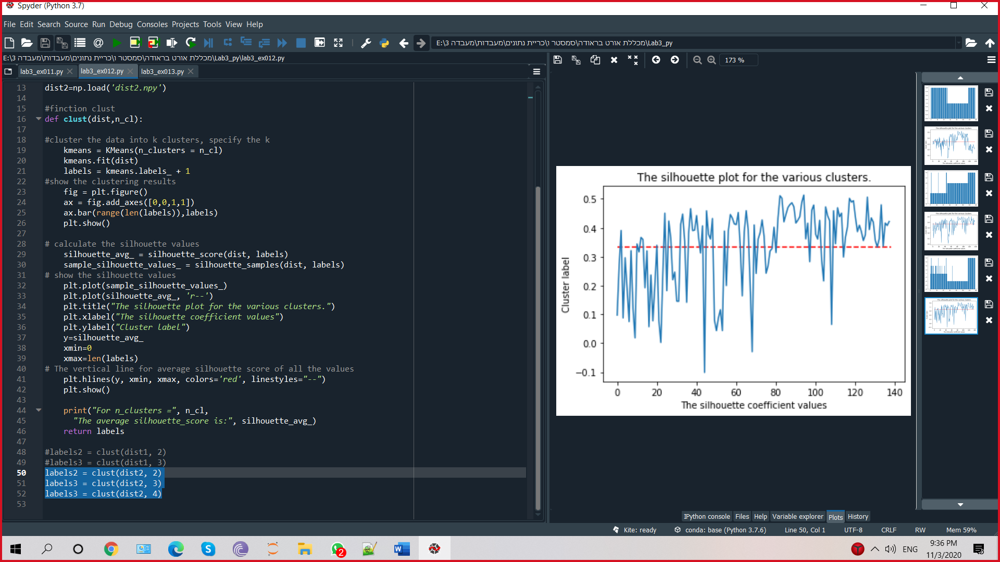 Spyder (Python 3.7)
File Edit Search Source Run Debug Consoles Projects Tools View Help
E:\מכללת אורט בראודה\סמסטר ו\כריית נתונים\מעבדות\מעבדה 3\Lab3_py
E:\מכללת אורט בראודה\סמסטר ו\כריית נתונים\מעבדות\מעבדה 3\Lab3_py\lab3_ex012.py
173 %
lab3_ex011.py lab3_ex012.py lab3_ex013.py
13 dist2=np.load('dist2.npy')
14
15 #finction clust
16 def clust(dist,n_cl):
17
18 #cluster the data into k clusters, specify the k
19 kmeans = KMeans(n_clusters = n_cl)
20 kmeans.fit(dist)
21 labels = kmeans.labels_ + 1
22 #show the clustering results
23 fig = plt.figure()
24 ax = fig.add_axes([0,0,1,1])
25 ax.bar(range(len(labels)),labels)
26 plt.show()
27
28 # calculate the silhouette values
29 silhouette_avg_ = silhouette_score(dist, labels)
30 sample_silhouette_values_ = silhouette_samples(dist, labels)
31 # show the silhouette values
32 plt.plot(sample_silhouette_values_)
33 plt.plot(silhouette_avg_, 'r--')
34 plt.title("The silhouette plot for the various clusters.")
35 plt.xlabel("The silhouette coefficient values")
36 plt.ylabel("Cluster label")
37 y=silhouette_avg_
38 xmin=0
39 xmax=len(labels)
40 # The vertical line for average silhouette score of all the values
41 plt.hlines(y, xmin, xmax, colors='red', linestyles="--")
42 plt.show()
43
44 print("For n_clusters =", n_cl,
45 "The average silhouette_score is:", silhouette_avg_)
46 return labels
47
48 #labels2 = clust(dist1, 2)
49 #labels3 = clust(dist1, 3)
50 labels2 = clust(dist2, 2)
51 labels3 = clust(dist2, 3)
52 labels3 = clust(dist2, 4)
53
The silhouette plot for the various clusters.
0.5
0.4
0.3
0.2
0.1
0.0
−0.1
Cluster label
0 20 40 60 80 100 120 140
The silhouette coefficient values
IPython console Files Help Variable explorer Plots History
Kite: ready conda: base (Python 3.7.6) Line 50, Col 1 UTF-8 CRLF RW Mem 59%
2
ENG
9:36 PM
11/3/2020